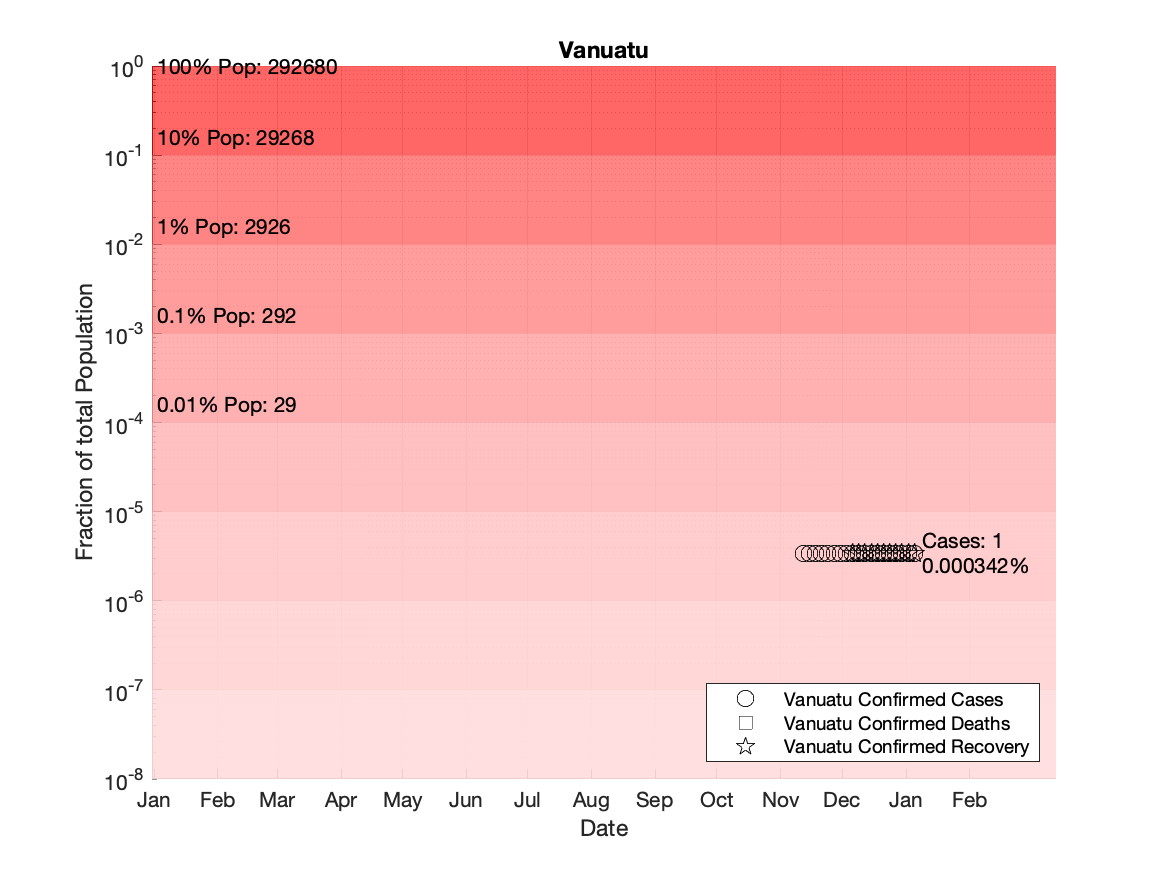 Vanuatu
10^0
100% Pop: 292680
10% Pop: 29268
10^-1
1% Pop: 2926
10^-2
0.1% Pop: 292
10^-3
0.01% Pop: 29
10^-4
10^-5
Cases: 1
0.000342%
10^-6
10^-7
10^-8
Fraction of total Population
Vanuatu Confirmed Cases
Vanuatu Confirmed Deaths
Vanuatu Confirmed Recovery
Jan Feb Mar Apr May Jun Jul Aug Sep Oct Nov Dec Jan Feb
Date